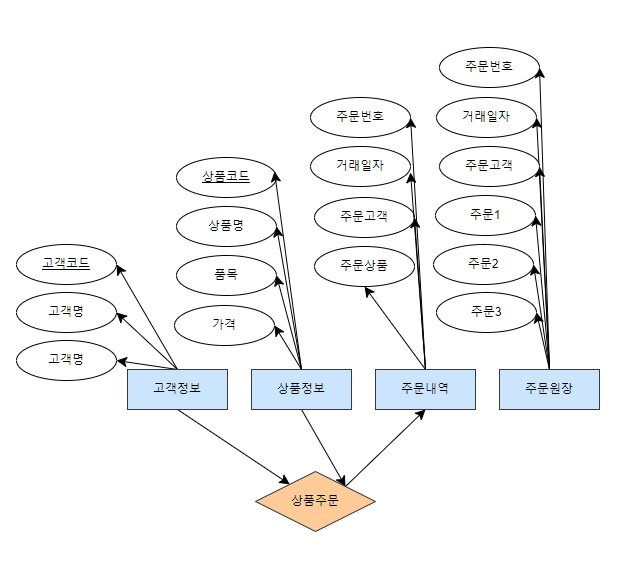 주문번호
거래일자
주문고객
주문1
주문2
주문3
주문번호
거래일자
주문고객
주문상품
상품코드
상품명
품목
가격
고객코드
고객명
고객명
고객정보
상품정보
주문내역
주문원장
상품주문